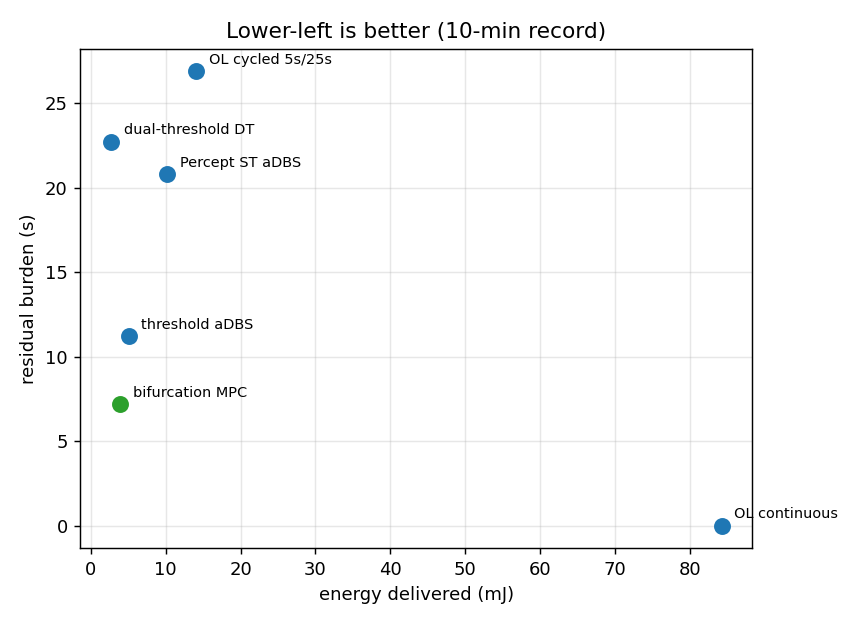 Lower-left is better (10-min record)
OL cycled 5s/25s
dual-threshold DT
Percept ST aDBS
threshold aDBS
bifurcation MPC
OL continuous
25
20
15
10
5
0
residual burden (s)
0 10 20 30 40 50 60 70 80
energy delivered (mJ)